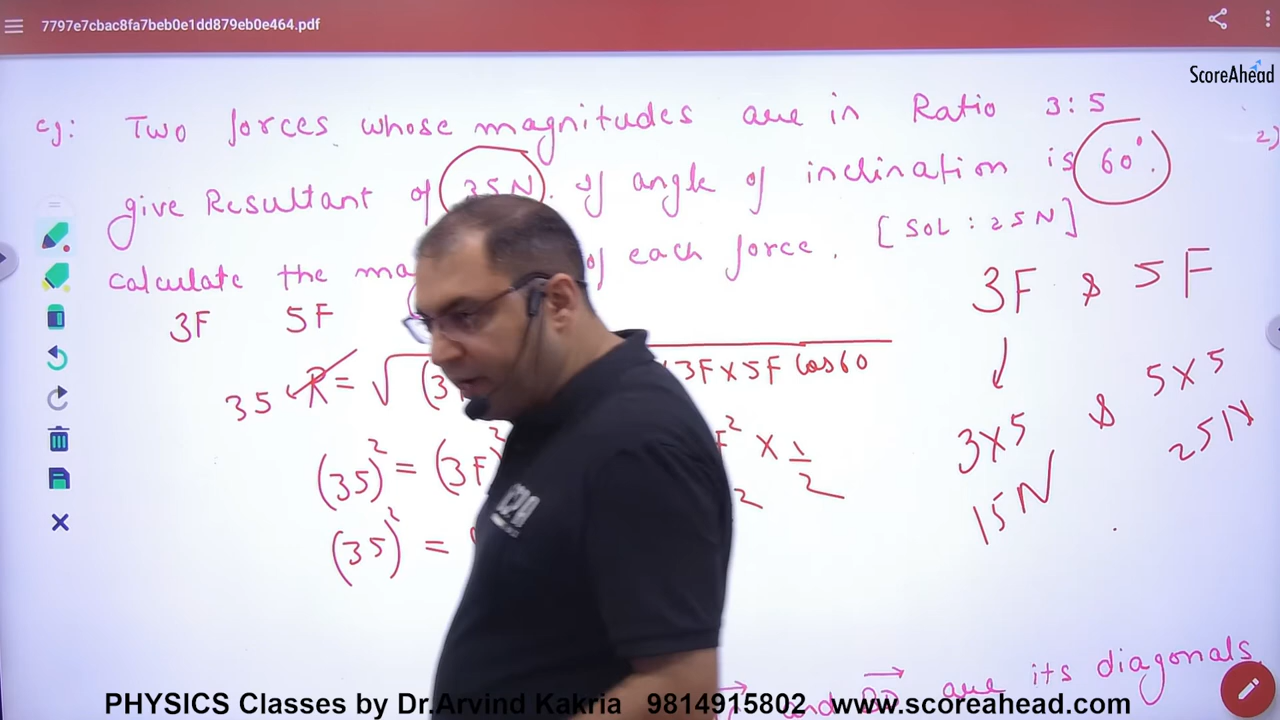 7797e7cbac8fa7beb0e1dd879eb0e464.pdf
ScoreAhead
eg: Two forces whose magnitudes are in Ratio 3:5
2)
give Resultant of 35N. If angle of inclination is 60°.
calculate the of each force. [Sol: 25N]
3F 5F
3F & 5F
35 R = √(3 3F×5F Cos60
3×5 & 5×5
(35)² = (3F)² F² × 1/2
15N 25N
(35)² =
and are its diagonals
PHYSICS Classes by Dr.Arvind Kakria 9814915802 www.scoreahead.com